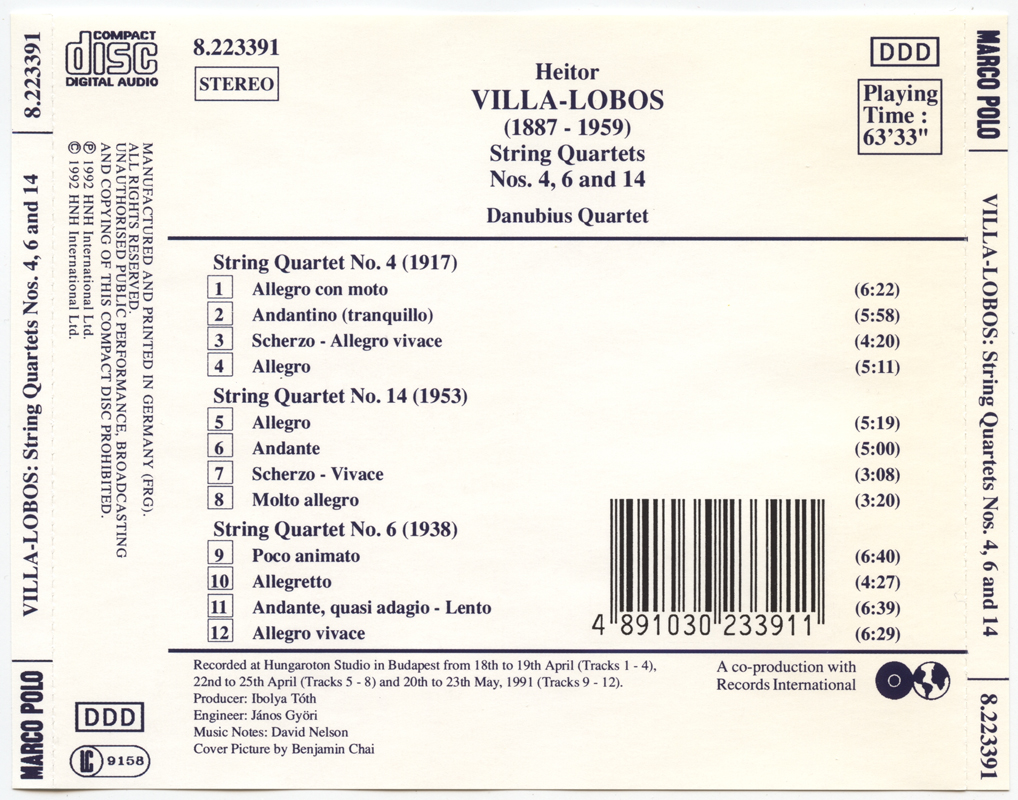 8.223391
VILLA-LOBOS: String Quartets Nos. 4, 6 and 14
MARCO POLO
COMPACT
disc
DIGITAL AUDIO
MANUFACTURED AND PRINTED IN GERMANY (FRG).
ALL RIGHTS RESERVED.
UNAUTHORISED PUBLIC PERFORMANCE, BROADCASTING
AND COPYING OF THIS COMPACT DISC PROHIBITED.
℗ 1992 HNH International Ltd.
© 1992 HNH International Ltd.
DDD
LC 9158
8.223391
STEREO
Heitor
VILLA-LOBOS
(1887 - 1959)
String Quartets
Nos. 4, 6 and 14
Danubius Quartet
DDD
Playing
Time :
63'33"
String Quartet No. 4 (1917)
1 Allegro con moto (6:22)
2 Andantino (tranquillo) (5:58)
3 Scherzo - Allegro vivace (4:20)
4 Allegro (5:11)
String Quartet No. 14 (1953)
5 Allegro (5:19)
6 Andante (5:00)
7 Scherzo - Vivace (3:08)
8 Molto allegro (3:20)
String Quartet No. 6 (1938)
9 Poco animato (6:40)
10 Allegretto (4:27)
11 Andante, quasi adagio - Lento (6:39)
12 Allegro vivace (6:29)
4 891030 233911
Recorded at Hungaroton Studio in Budapest from 18th to 19th April (Tracks 1 - 4),
22nd to 25th April (Tracks 5 - 8) and 20th to 23th May, 1991 (Tracks 9 - 12).
Producer: Ibolya Tóth
Engineer: János Győri
Music Notes: David Nelson
Cover Picture by Benjamin Chai
A co-production with
Records International
MARCO POLO
VILLA-LOBOS: String Quartets Nos. 4, 6 and 14
8.223391